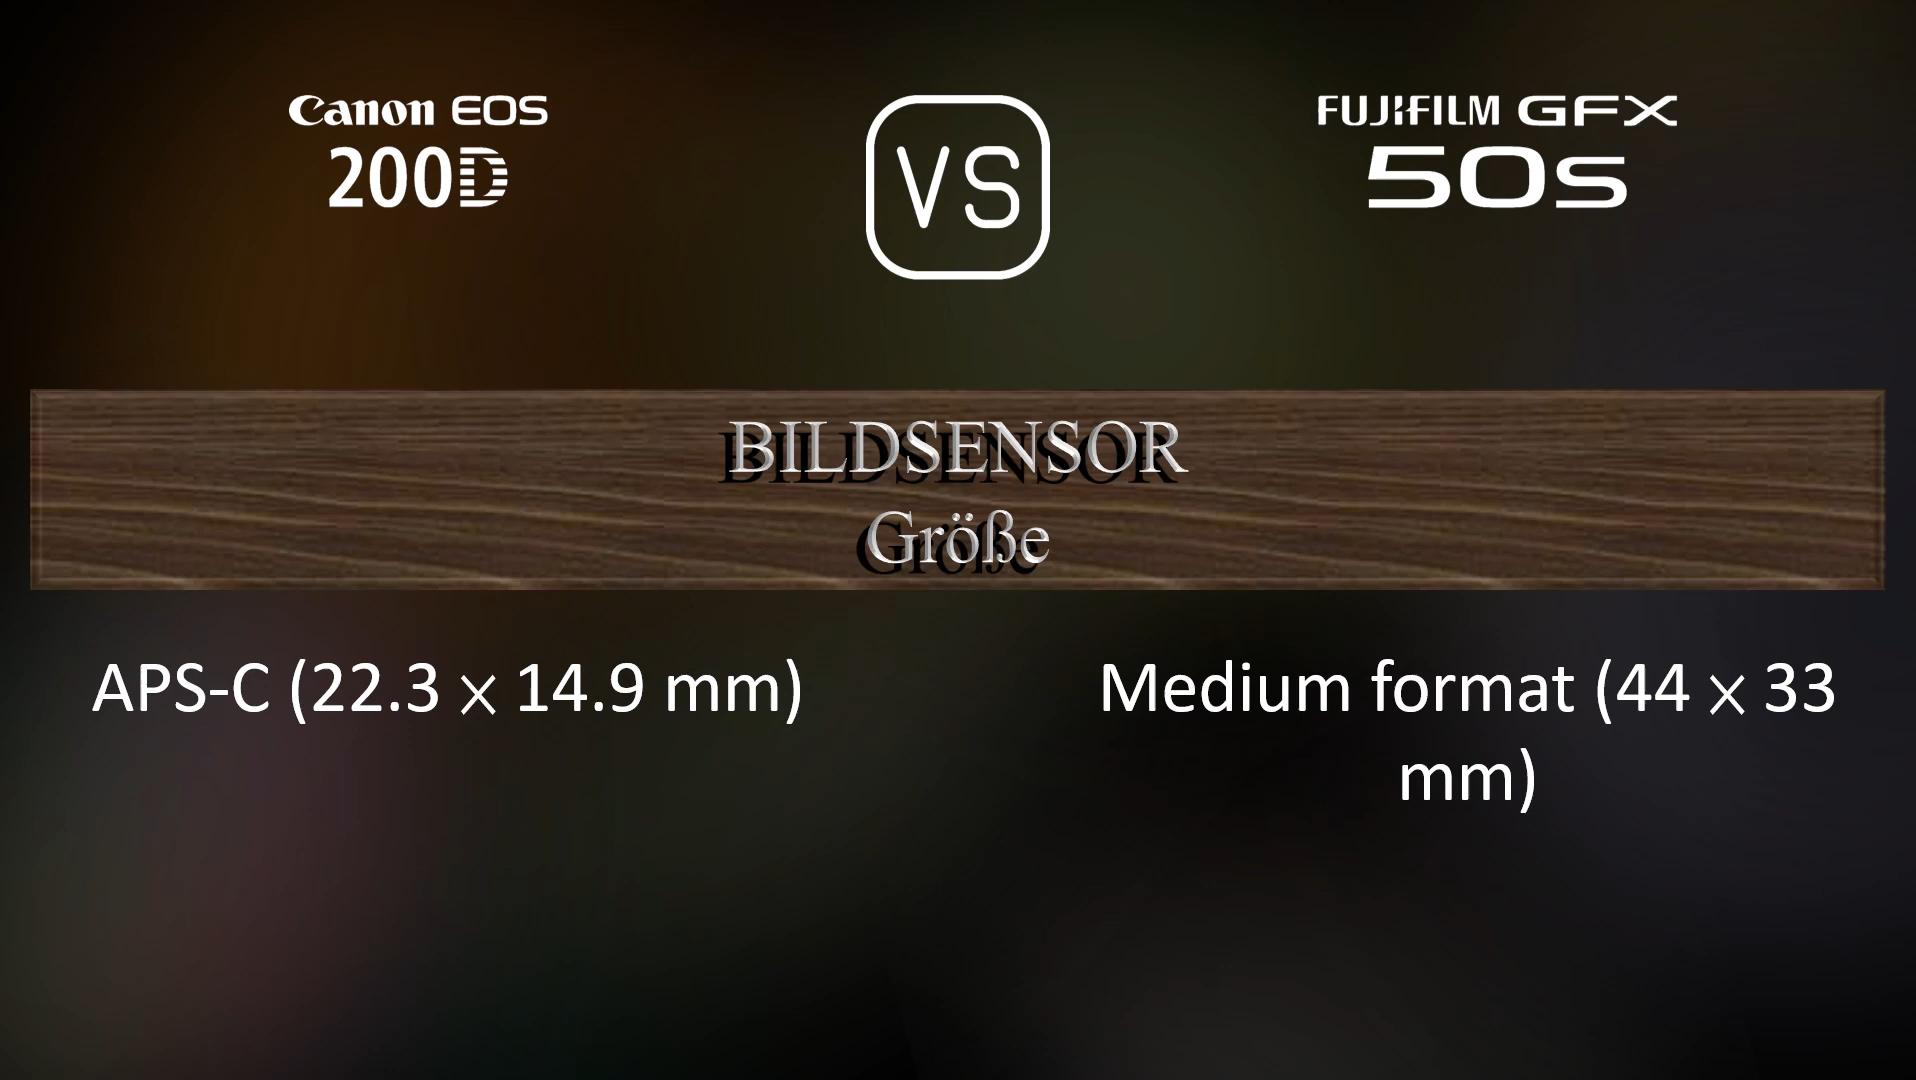 Canon EOS
200D
VS
FUJIFILM GFX
50s
BILDSENSOR
Größe
APS-C (22.3 x 14.9 mm)
Medium format (44 x 33
mm)